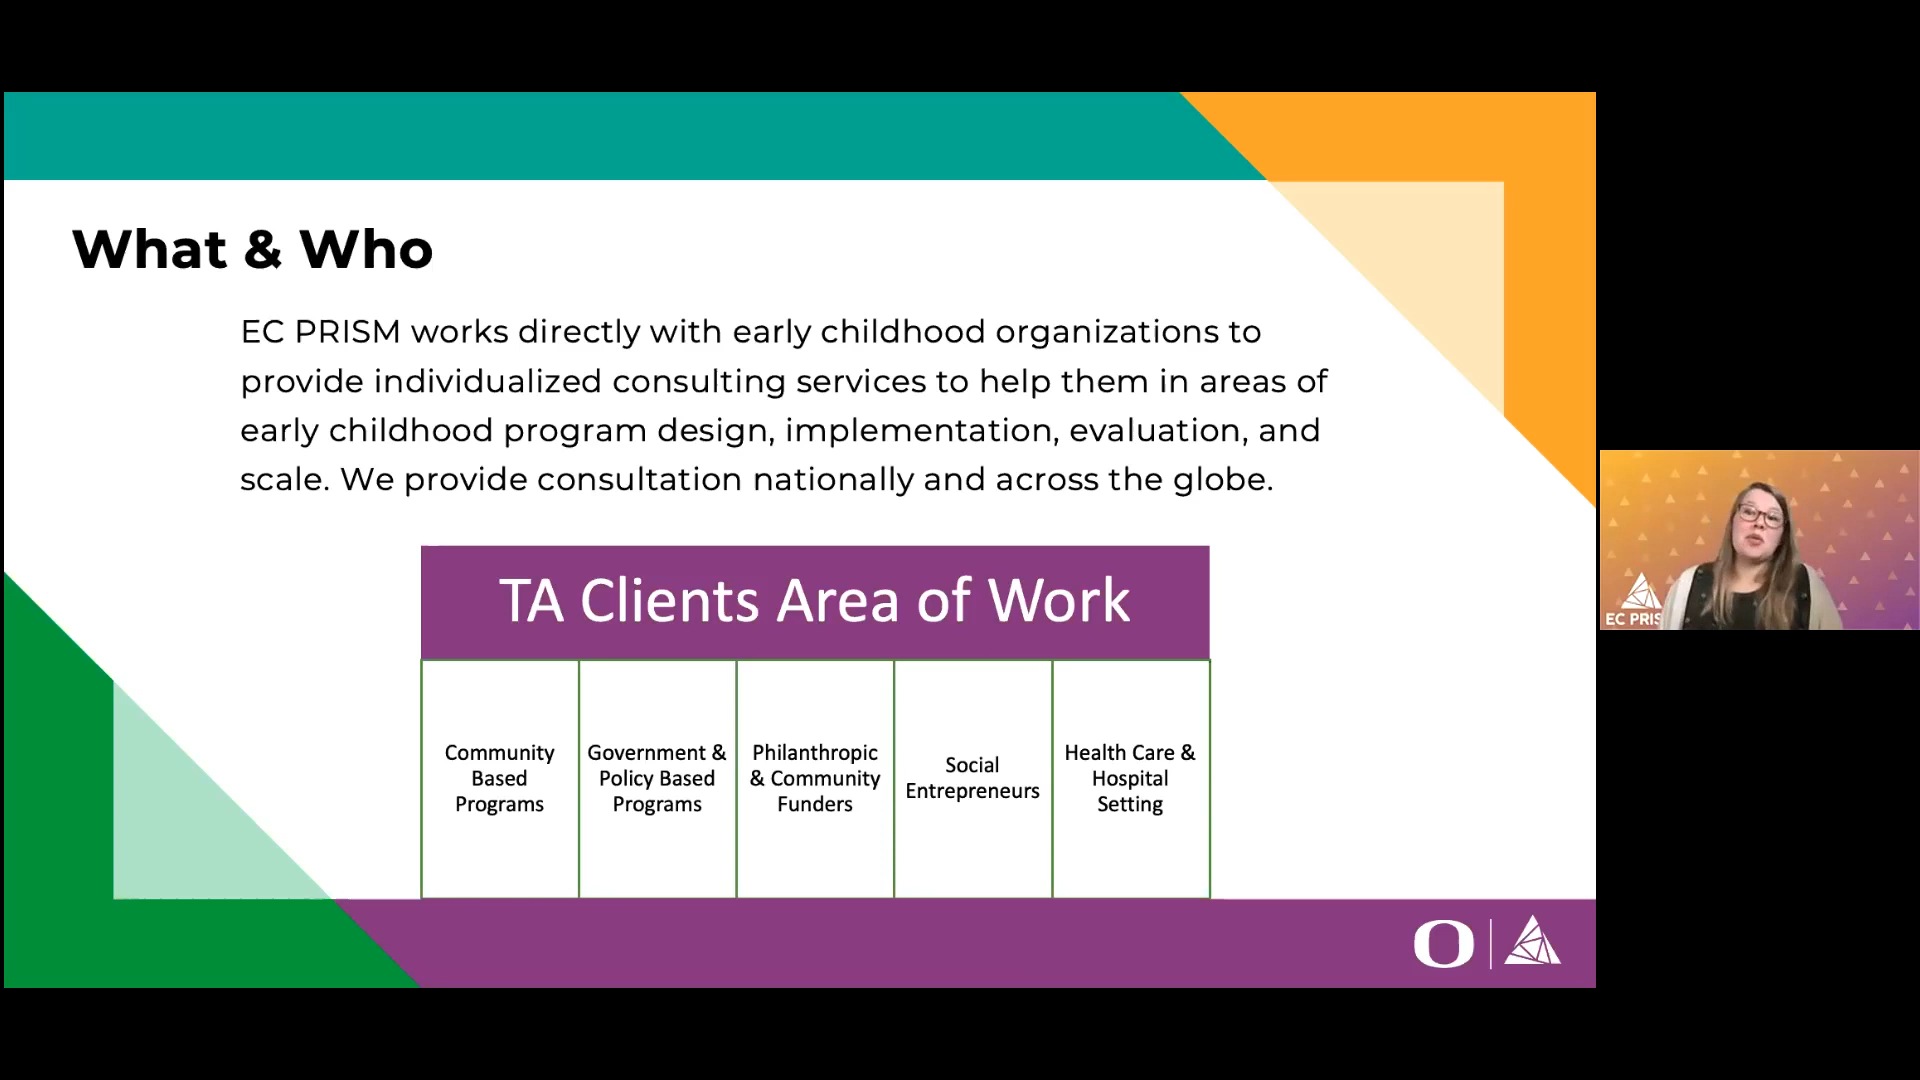 What & Who
EC PRISM works directly with early childhood organizations to
provide individualized consulting services to help them in areas of
early childhood program design, implementation, evaluation, and
scale. We provide consultation nationally and across the globe.
TA Clients Area of Work
Community
Based
Programs
Government &
Policy Based
Programs
Philanthropic
& Community
Funders
Social
Entrepreneurs
Health Care &
Hospital
Setting
O
EC PRIS